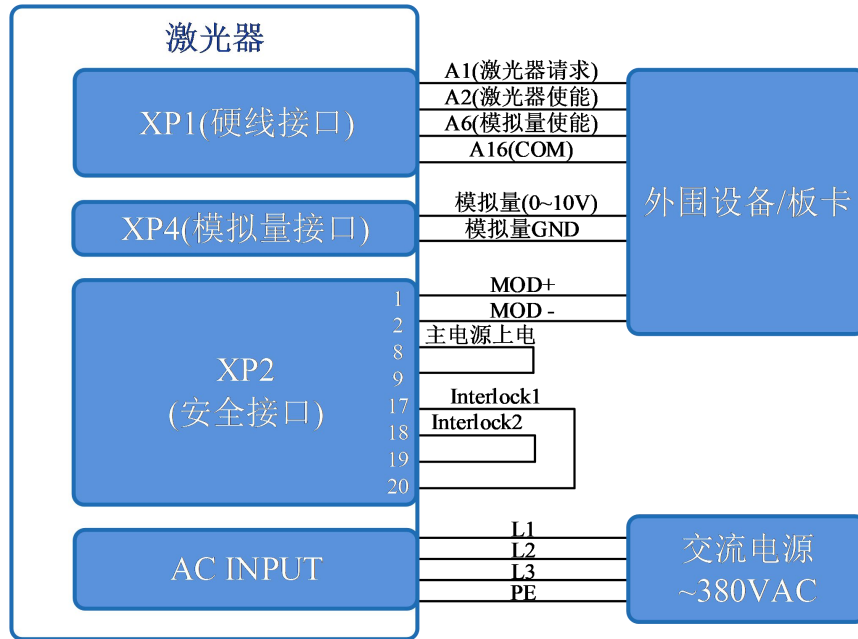 激光器
XP1(硬线接口)
A1(激光器请求)
A2(激光器使能)
A6(模拟量使能)
A16(COM)
外围设备/板卡
XP4(模拟量接口)
模拟量(0~10V)
模拟量GND
XP2
(安全接口)
1
2
8
9
17
18
19
20
MOD+
MOD -
主电源上电
Interlock1
Interlock2
AC INPUT
L1
L2
L3
PE
交流电源
~380VAC